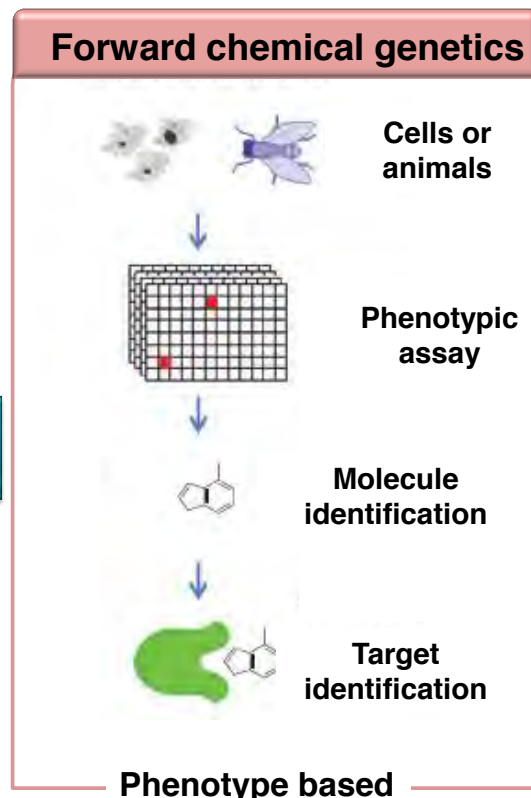 Forward chemical genetics
Cells or
animals
Phenotypic
assay
Molecule
identification
Target
identification
Phenotype based